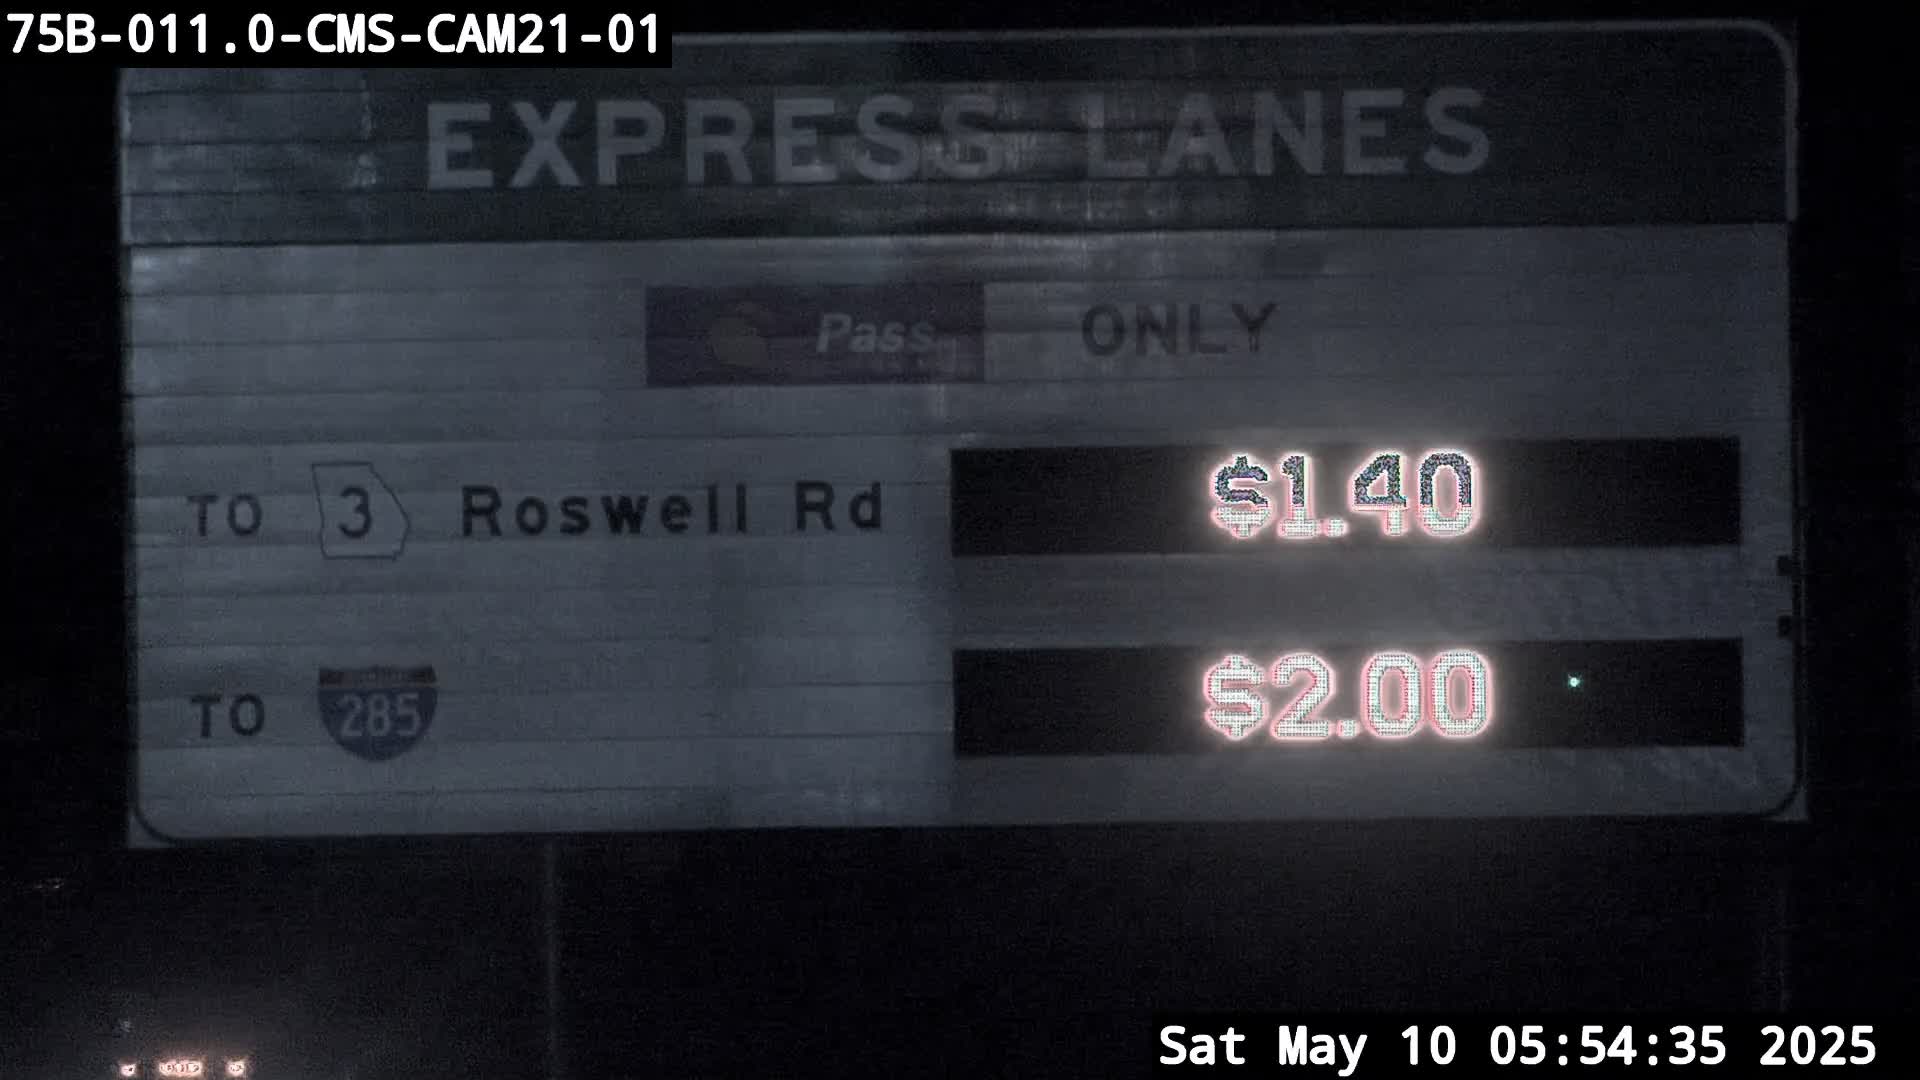 75B-011.0-CMS-CAM21-01
EXPRESS LANES
Pass ONLY
TO 3 Roswell Rd $1.40
TO 285 $2.00
Sat May 10 05:54:35 2025